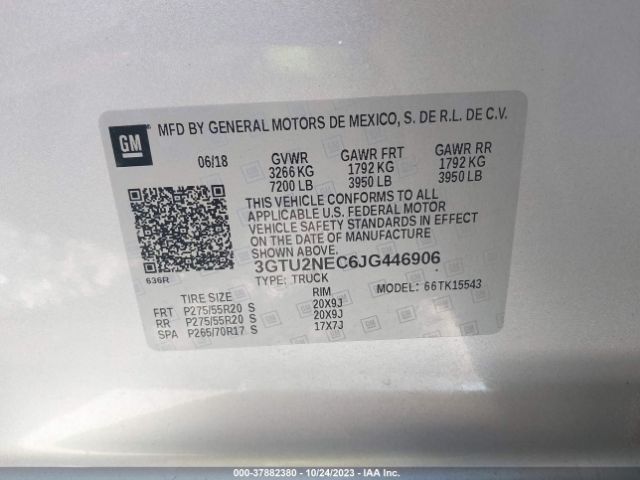 GM
MFD BY GENERAL MOTORS DE MEXICO, S. DE R.L. DE C.V.
06/18 GVWR GAWR FRT GAWR RR
3266 KG 1792 KG 1792 KG
7200 LB 3950 LB 3950 LB
THIS VEHICLE CONFORMS TO ALL
APPLICABLE U.S. FEDERAL MOTOR
VEHICLE SAFETY STANDARDS IN EFFECT
ON THE DATE OF MANUFACTURE
SHOWN ABOVE.
636R
3GTU2NEC6JG446906
TYPE: TRUCK MODEL: 66TK15543
TIRE SIZE RIM
FRT P275/55R20 S 20X9J
RR P275/55R20 S 20X9J
SPA P265/70R17 S 17X7J
000-37882380 - 10/24/2023 - IAA Inc.